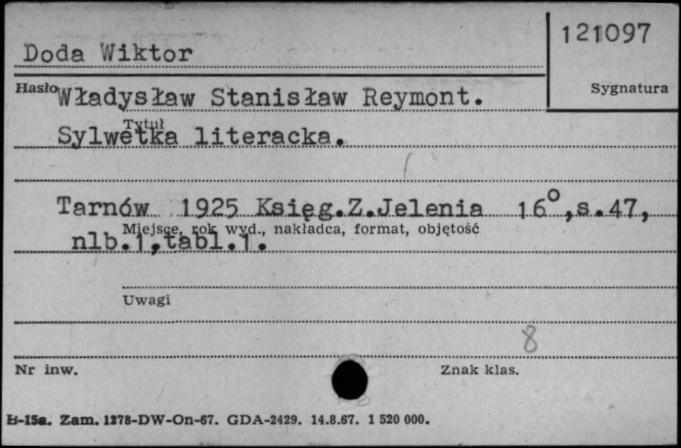 121097
Doda Wiktor
Hasło Sygnatura
Władysław Stanisław Reymont.
Tytuł
Sylwetka literacka.
Tarnów 1925 Księg.Z.Jelenia 16°,s.47,
Miejsce, rok wyd., nakładca, format, objętość
nlb.1,tabl.1.
Uwagi
8
Nr inw. Znak klas.
B-15a. Zam. 1278-DW-On-67. GDA-2429. 14.8.67. 1 520 000.